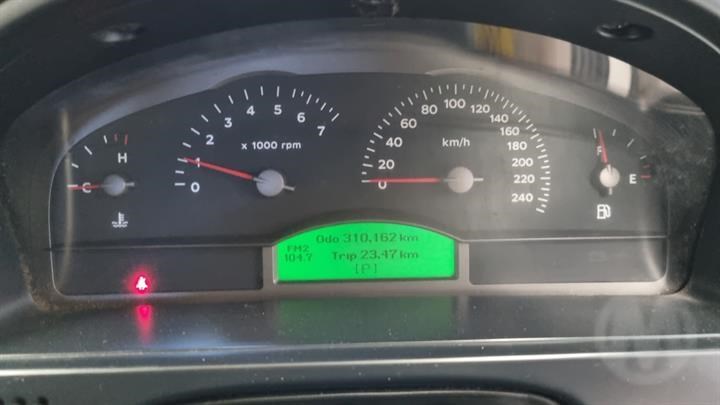 H
C
0 1 2 3 4 5 6 7
x 1000 rpm
0 20 40 60 80 100 120 140 160 180 200 220 240
km/h
F
E
Odo 310,162 km
FM2
104.7
Trip 23.47 km
[P]